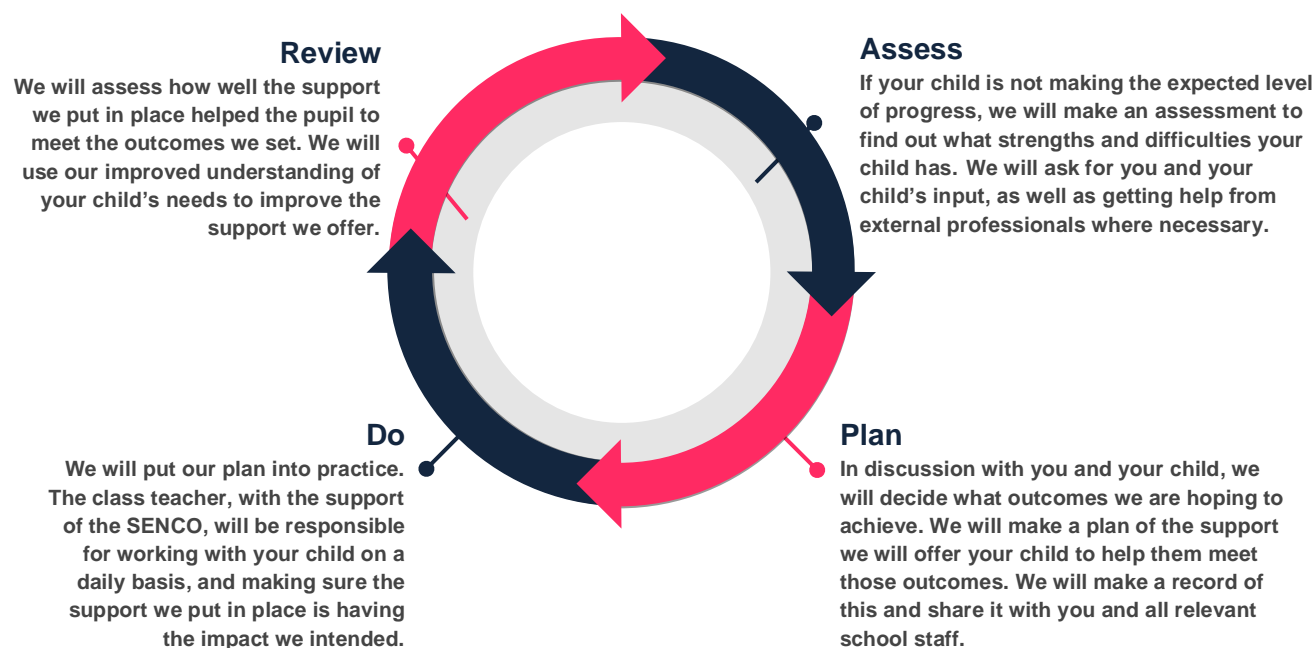 Review
We will assess how well the support
we put in place helped the pupil to
meet the outcomes we set. We will
use our improved understanding of
your child’s needs to improve the
support we offer.
Assess
If your child is not making the expected level
of progress, we will make an assessment to
find out what strengths and difficulties your
child has. We will ask for you and your
child’s input, as well as getting help from
external professionals where necessary.
Do
We will put our plan into practice.
The class teacher, with the support
of the SENCO, will be responsible
for working with your child on a
daily basis, and making sure the
support we put in place is having
the impact we intended.
Plan
In discussion with you and your child, we
will decide what outcomes we are hoping to
achieve. We will make a plan of the support
we will offer your child to help them meet
those outcomes. We will make a record of
this and share it with you and all relevant
school staff.